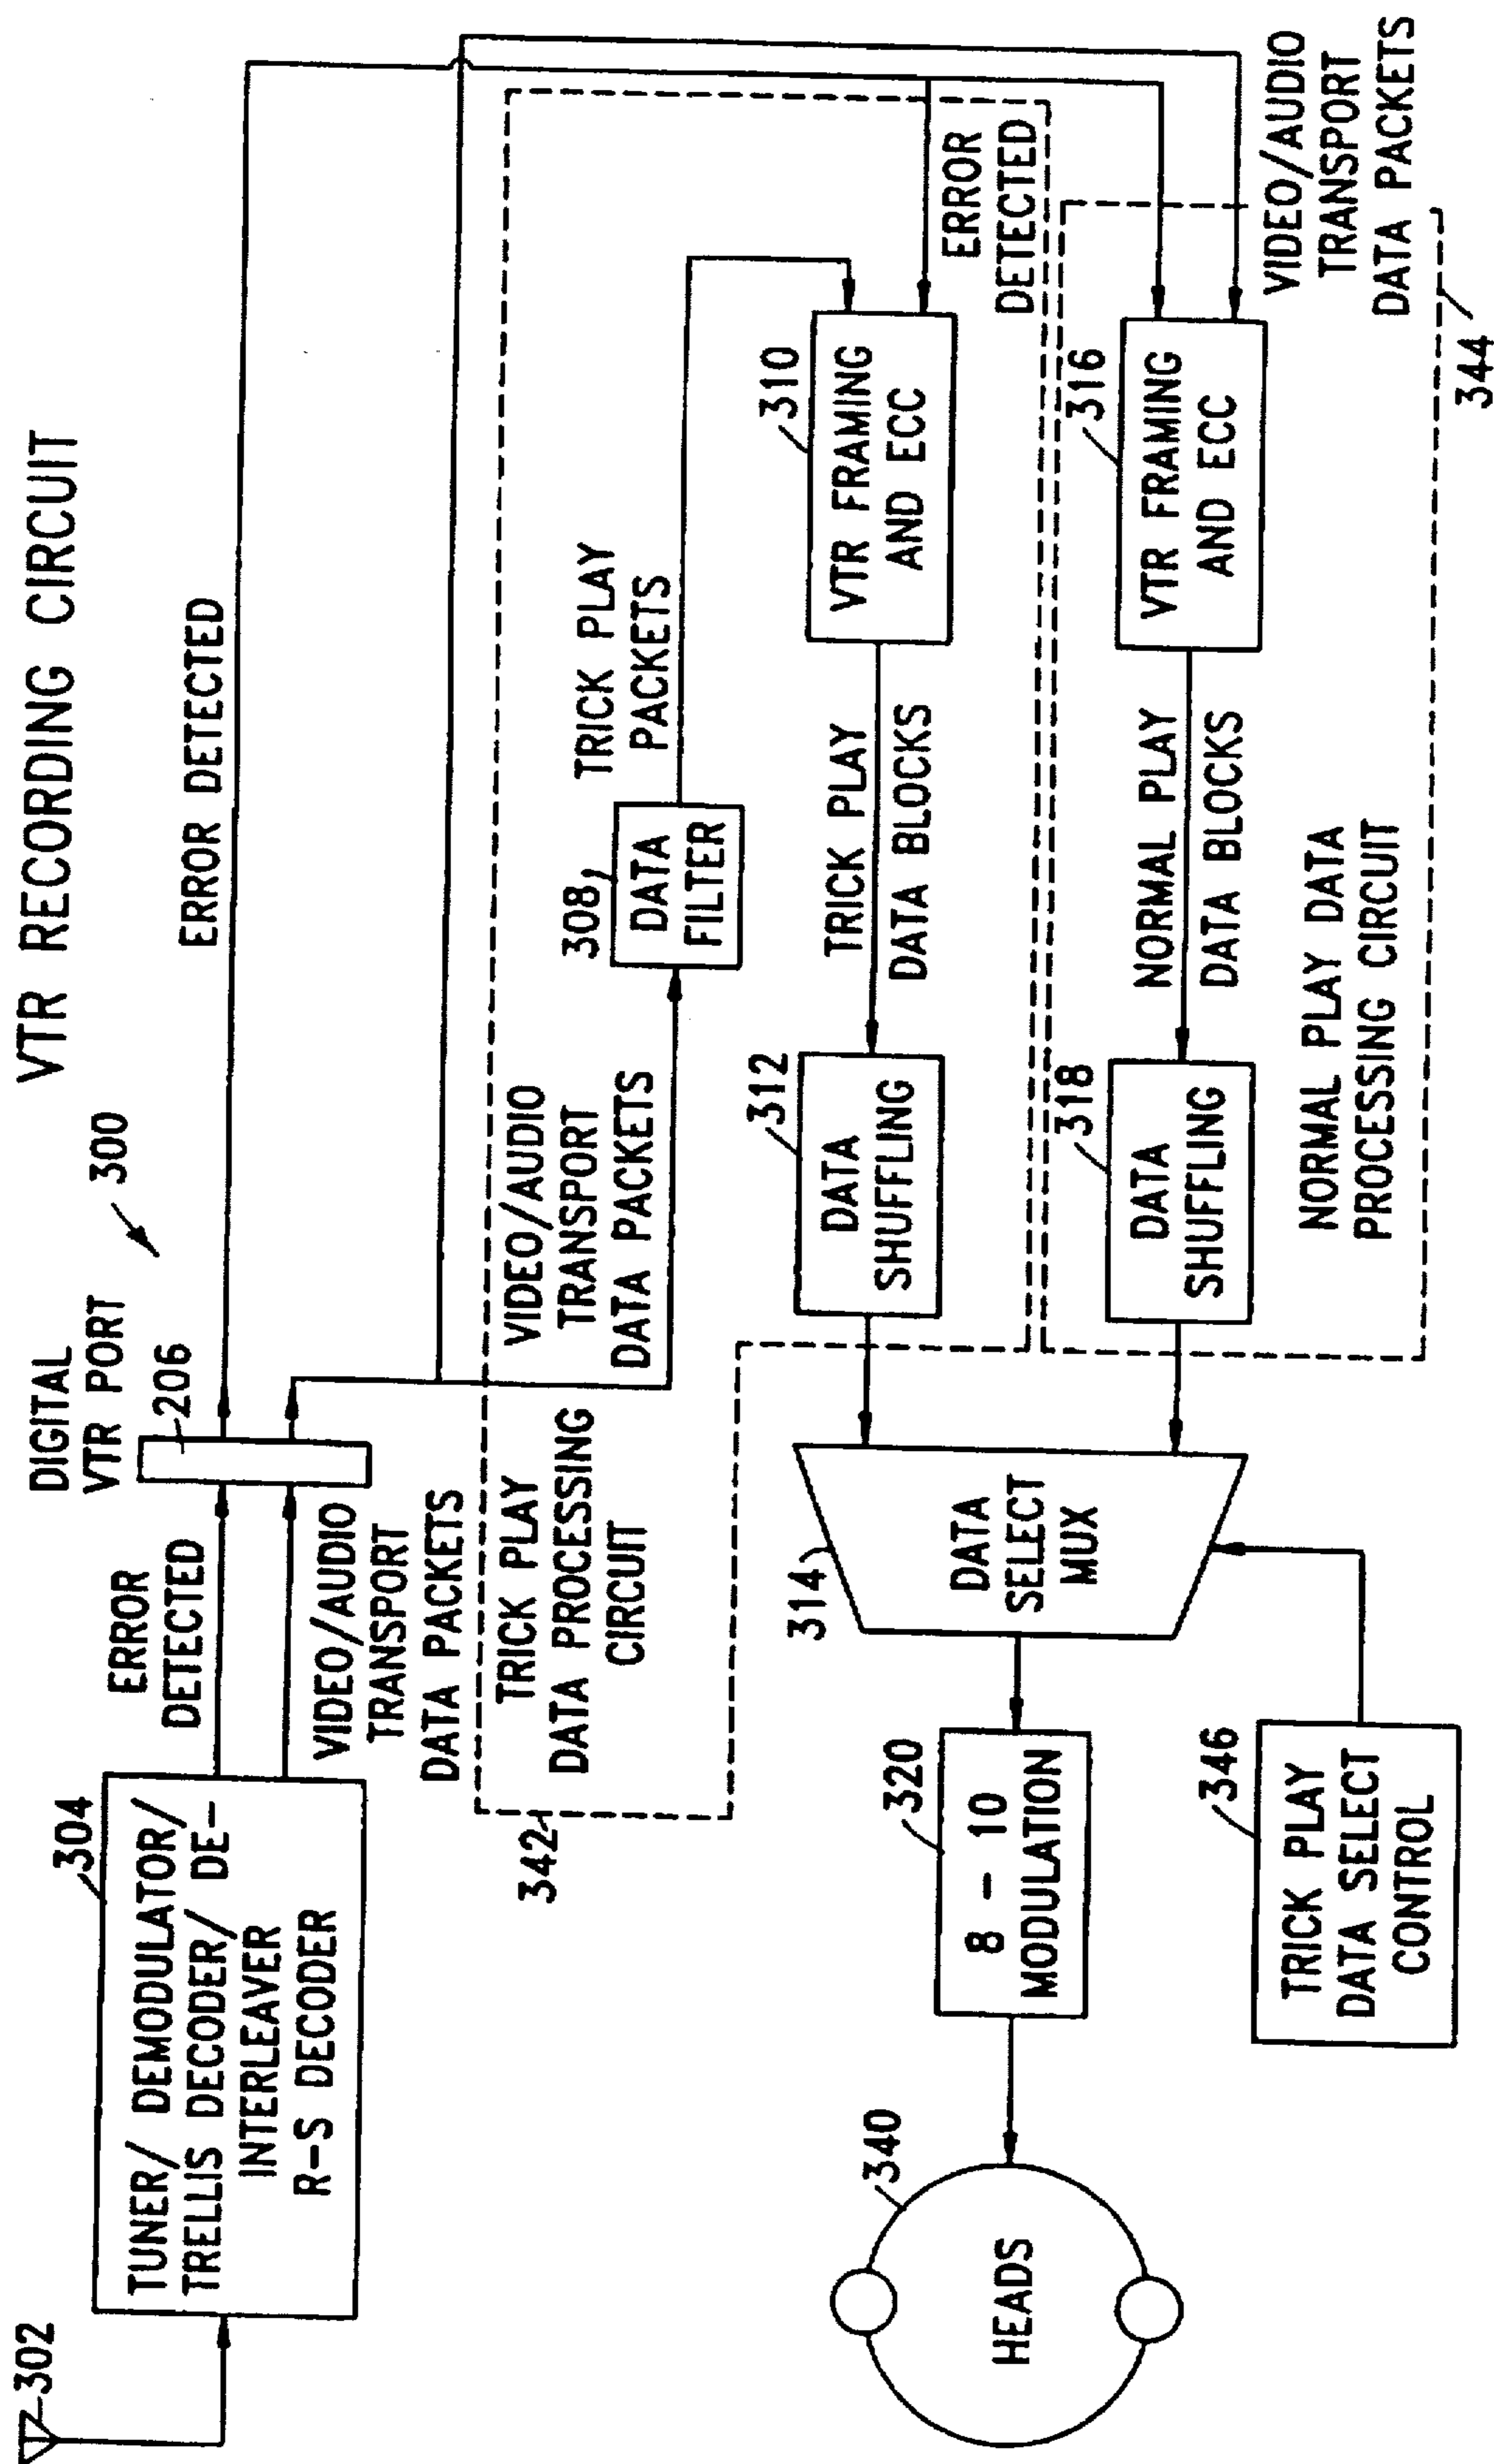 VTR RECORDING CIRCUIT
300
302
304
TUNER/ DEMODULATOR/
TRELLIS DECODER/ DE-
INTERLEAVER
R-S DECODER
ERROR
DETECTED
VIDEO/AUDIO
TRANSPORT
DATA PACKETS
DIGITAL
VTR PORT
206
ERROR DETECTED
342
TRICK PLAY
DATA PROCESSING
CIRCUIT
VIDEO/AUDIO
TRANSPORT
DATA PACKETS
308
DATA
FILTER
TRICK PLAY
PACKETS
ERROR
DETECTED
310
VTR FRAMING
AND ECC
TRICK PLAY
DATA BLOCKS
312
DATA
SHUFFLING
VIDEO/AUDIO
TRANSPORT
DATA PACKETS
344
316
VTR FRAMING
AND ECC
NORMAL PLAY
DATA BLOCKS
318
DATA
SHUFFLING
NORMAL PLAY DATA
PROCESSING CIRCUIT
314
DATA
SELECT
MUX
320
8 - 10
MODULATION
346
TRICK PLAY
DATA SELECT
CONTROL
340
HEADS